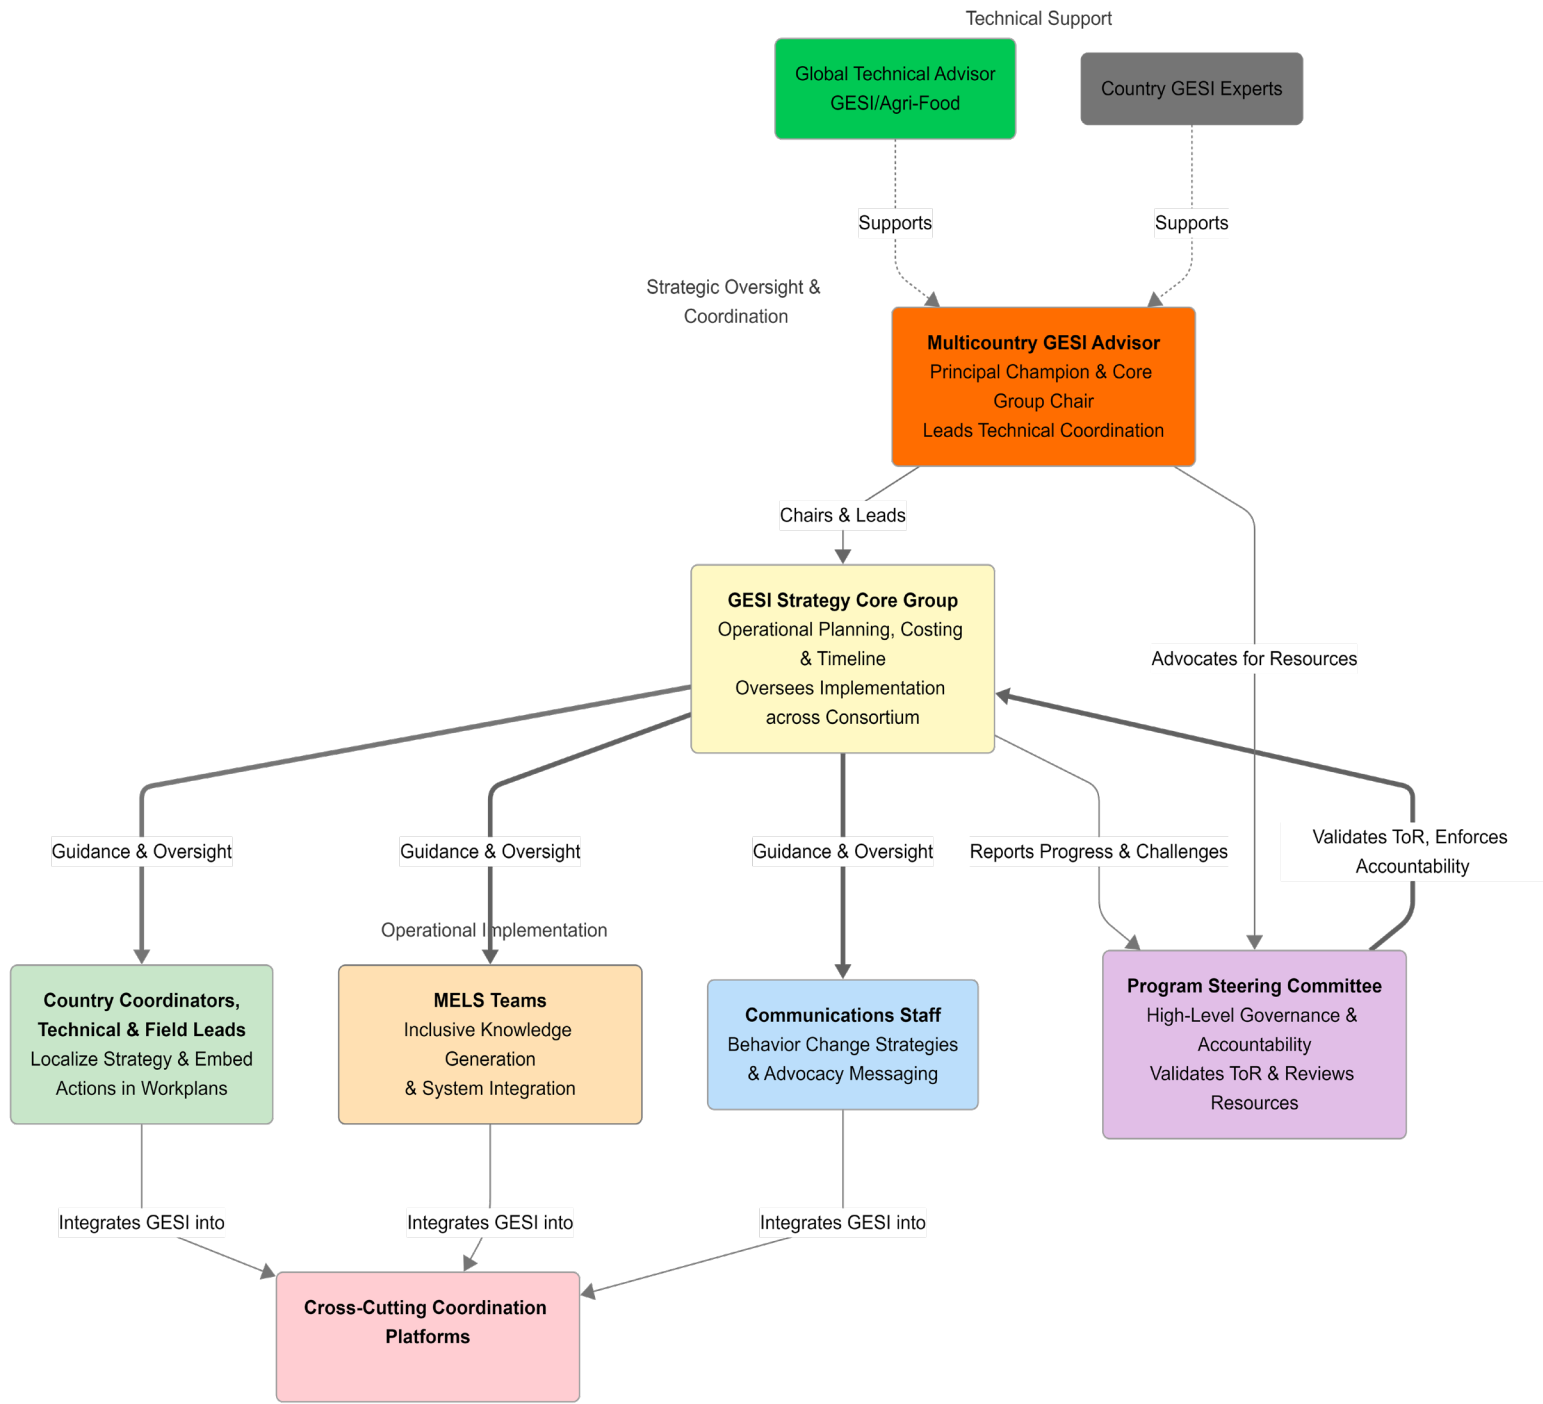 Technical Support
Global Technical Advisor
GESI/Agri-Food
Country GESI Experts
Supports
Supports
Strategic Oversight &
Coordination
Multicountry GESI Advisor
Principal Champion & Core
Group Chair
Leads Technical Coordination
Chairs & Leads
GESI Strategy Core Group
Operational Planning, Costing
& Timeline
Oversees Implementation
across Consortium
Advocates for Resources
Guidance & Oversight
Guidance & Oversight
Guidance & Oversight
Reports Progress & Challenges
Validates ToR, Enforces
Accountability
Operational Implementation
Country Coordinators,
Technical & Field Leads
Localize Strategy & Embed
Actions in Workplans
MELS Teams
Inclusive Knowledge
Generation
& System Integration
Communications Staff
Behavior Change Strategies
& Advocacy Messaging
Program Steering Committee
High-Level Governance &
Accountability
Validates ToR & Reviews
Resources
Integrates GESI into
Integrates GESI into
Integrates GESI into
Cross-Cutting Coordination
Platforms